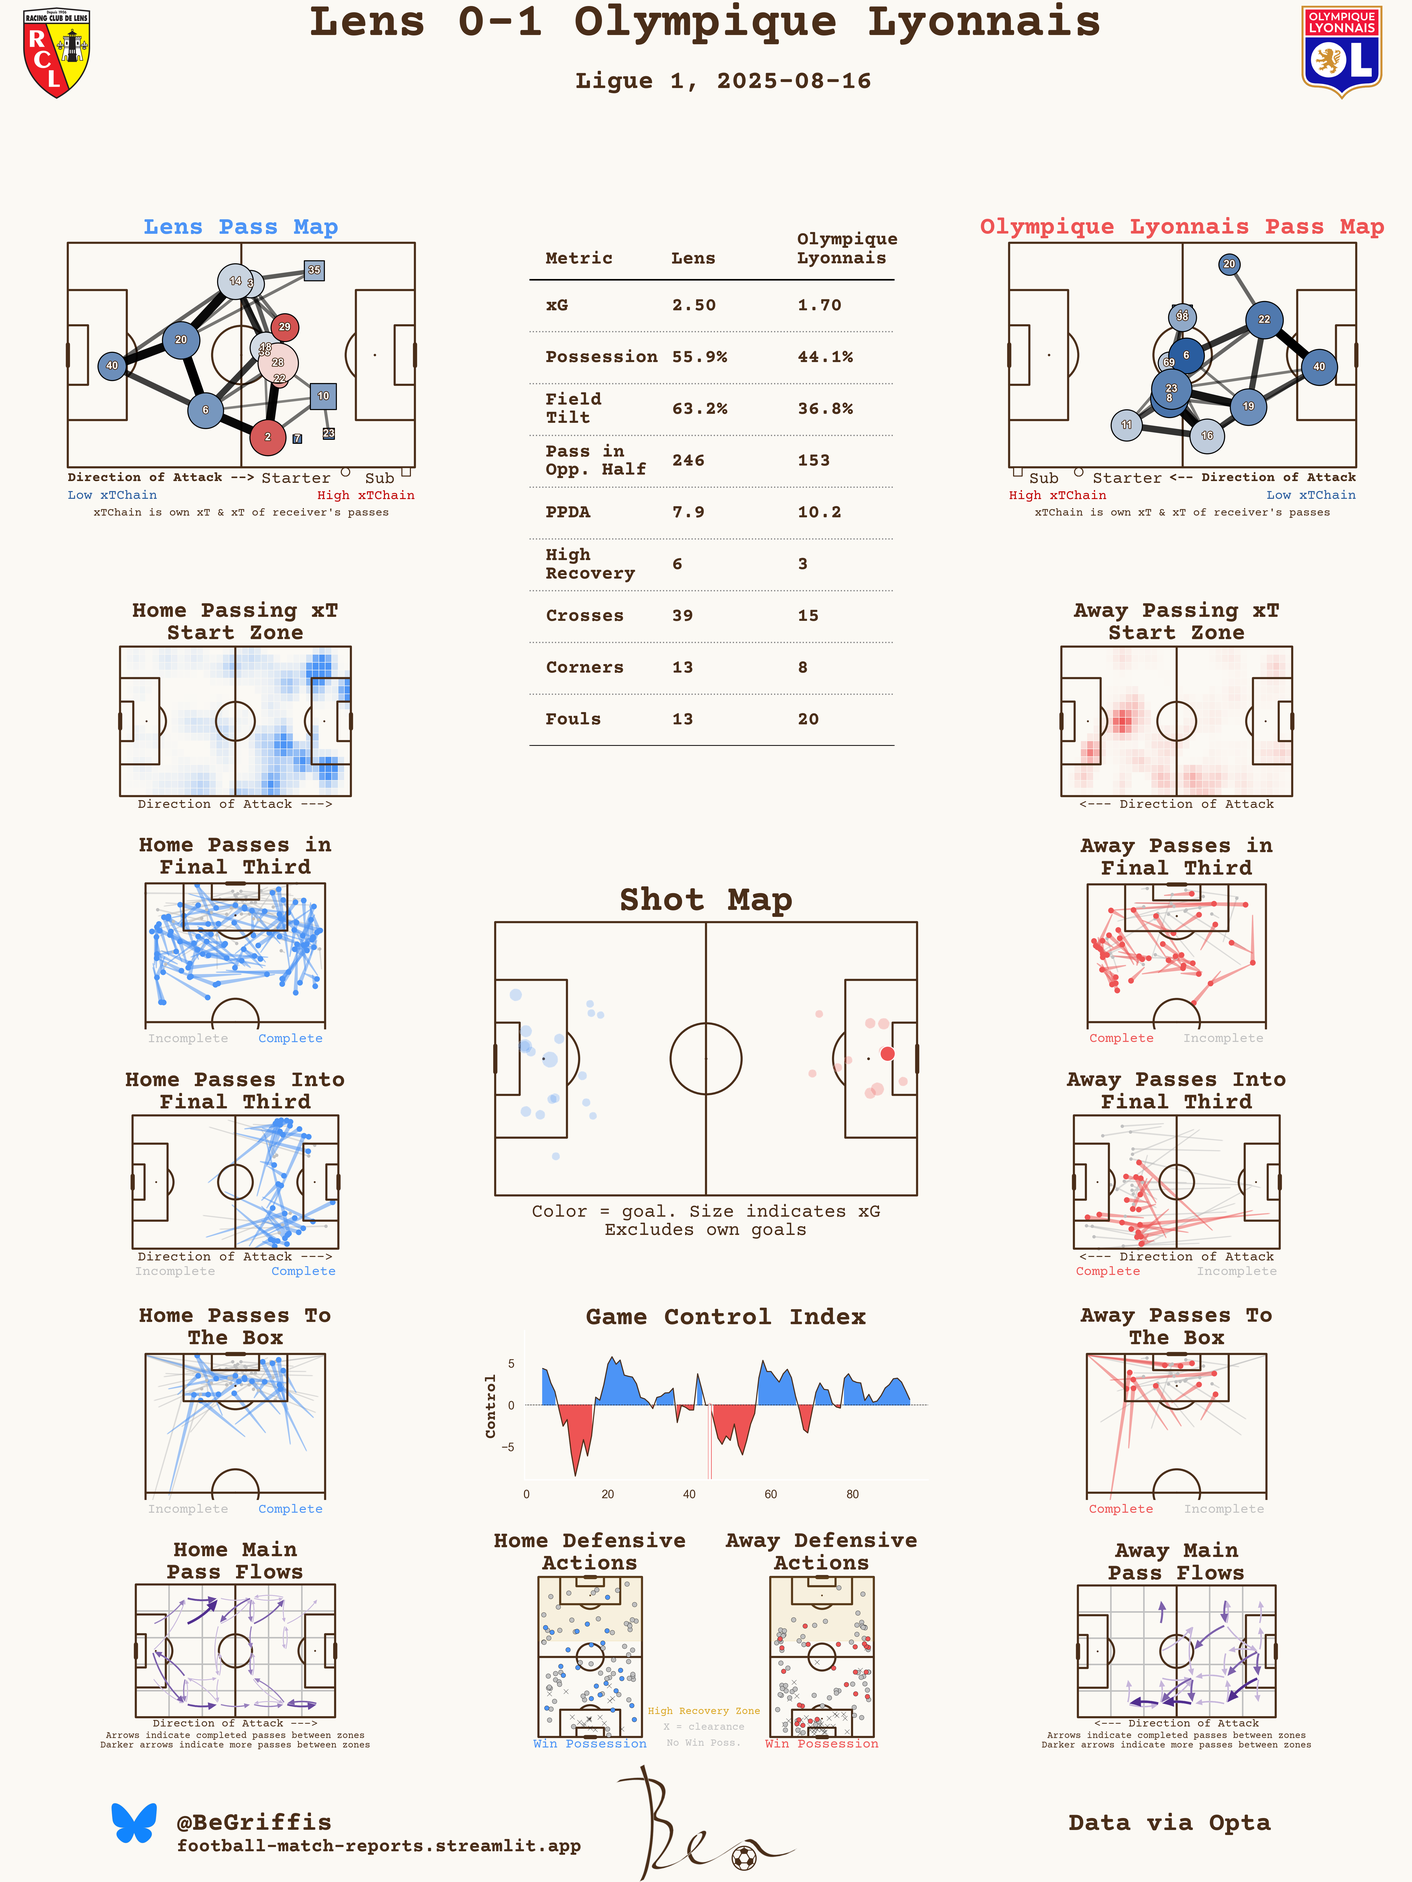 Lens 0-1 Olympique Lyonnais
Ligue 1, 2025-08-16
Depuis 1906
RACING CLUB DE LENS
R
C
L
OLYMPIQUE
LYONNAIS
OL
Lens Pass Map
14
3
35
29
20
18
36
28
22
40
10
6
2
7
23
Direction of Attack --> Starter Sub
Low xTChain High xTChain
xTChain is own xT & xT of receiver's passes
Metric Lens Olympique Lyonnais
xG 2.50 1.70
Possession 55.9% 44.1%
Field Tilt 63.2% 36.8%
Pass in Opp. Half 246 153
PPDA 7.9 10.2
High Recovery 6 3
Crosses 39 15
Corners 13 8
Fouls 13 20
Olympique Lyonnais Pass Map
20
98
22
6
69
40
23
8
19
11
16
Sub Starter <-- Direction of Attack
High xTChain Low xTChain
xTChain is own xT & xT of receiver's passes
Home Passing xT
Start Zone
Direction of Attack --->
Away Passing xT
Start Zone
<--- Direction of Attack
Home Passes in
Final Third
Incomplete Complete
Away Passes in
Final Third
Complete Incomplete
Shot Map
Color = goal. Size indicates xG
Excludes own goals
Home Passes Into
Final Third
Direction of Attack --->
Incomplete Complete
Away Passes Into
Final Third
<--- Direction of Attack
Complete Incomplete
Home Passes To
The Box
Incomplete Complete
Game Control Index
Control
5
0
−5
0 20 40 60 80
Away Passes To
The Box
Complete Incomplete
Home Main
Pass Flows
Direction of Attack --->
Arrows indicate completed passes between zones
Darker arrows indicate more passes between zones
Home Defensive
Actions
Win Possession
Away Defensive
Actions
Win Possession
High Recovery Zone
X = clearance
No Win Poss.
Away Main
Pass Flows
<--- Direction of Attack
Arrows indicate completed passes between zones
Darker arrows indicate more passes between zones
@BeGriffis
football-match-reports.streamlit.app
Ben
Data via Opta